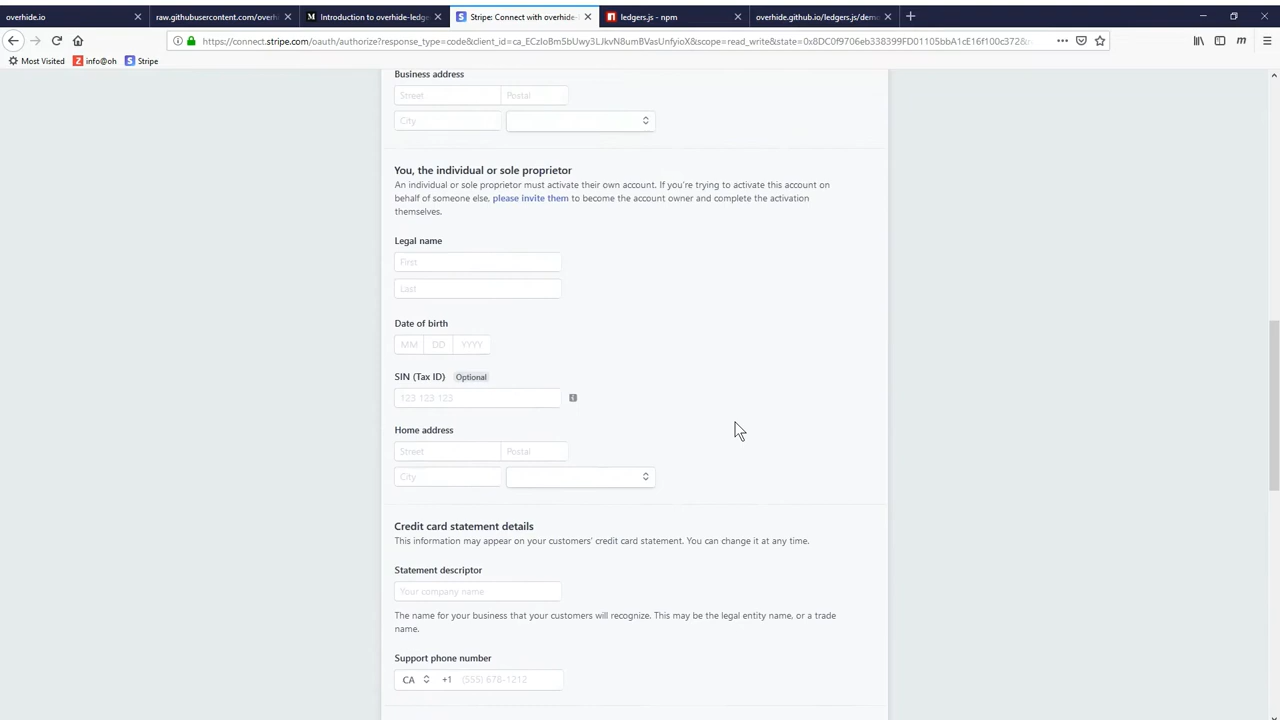 overhide.io
raw.githubusercontent.com/overhi
Introduction to overhide-ledge
Stripe: Connect with overhide-l
ledgers.js - npm
overhide.github.io/ledgers.js/demo
https://connect.stripe.com/oauth/authorize?response_type=code&client_id=ca_ECzloBm5bUwy3LJkvN8umBVasUnfyioX&scope=read_write&state=0x8DC0f9706eb338399FD01105bbA1cE16f100c372&re
Most Visited
info@oh
Stripe
Business address
Street
Postal
City
You, the individual or sole proprietor
An individual or sole proprietor must activate their own account. If you're trying to activate this account on
behalf of someone else, please invite them to become the account owner and complete the activation
themselves.
Legal name
First
Last
Date of birth
MM DD YYYY
SIN (Tax ID) Optional
123 123 123
Home address
Street
Postal
City
Credit card statement details
This information may appear on your customers' credit card statement. You can change it at any time.
Statement descriptor
Your company name
The name for your business that your customers will recognize. This may be the legal entity name, or a trade
name.
Support phone number
CA +1 (555) 678-1212